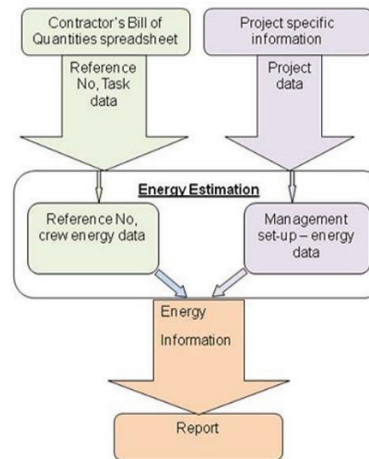 Contractor's Bill of
Quantities spreadsheet
Project specific
information
Reference
No, Task
data
Project
data
Energy Estimation
Reference No,
crew energy data
Management
set-up – energy
data
Energy
Information
Report